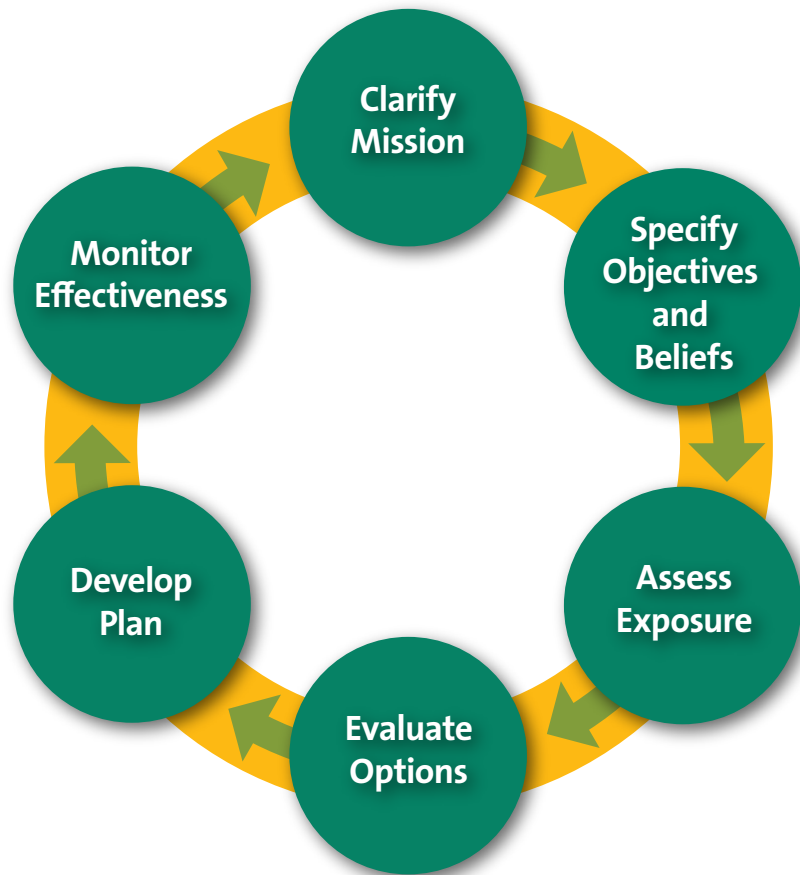 Clarify
Mission
Specify
Objectives
and
Beliefs
Assess
Exposure
Evaluate
Options
Develop
Plan
Monitor
Effectiveness